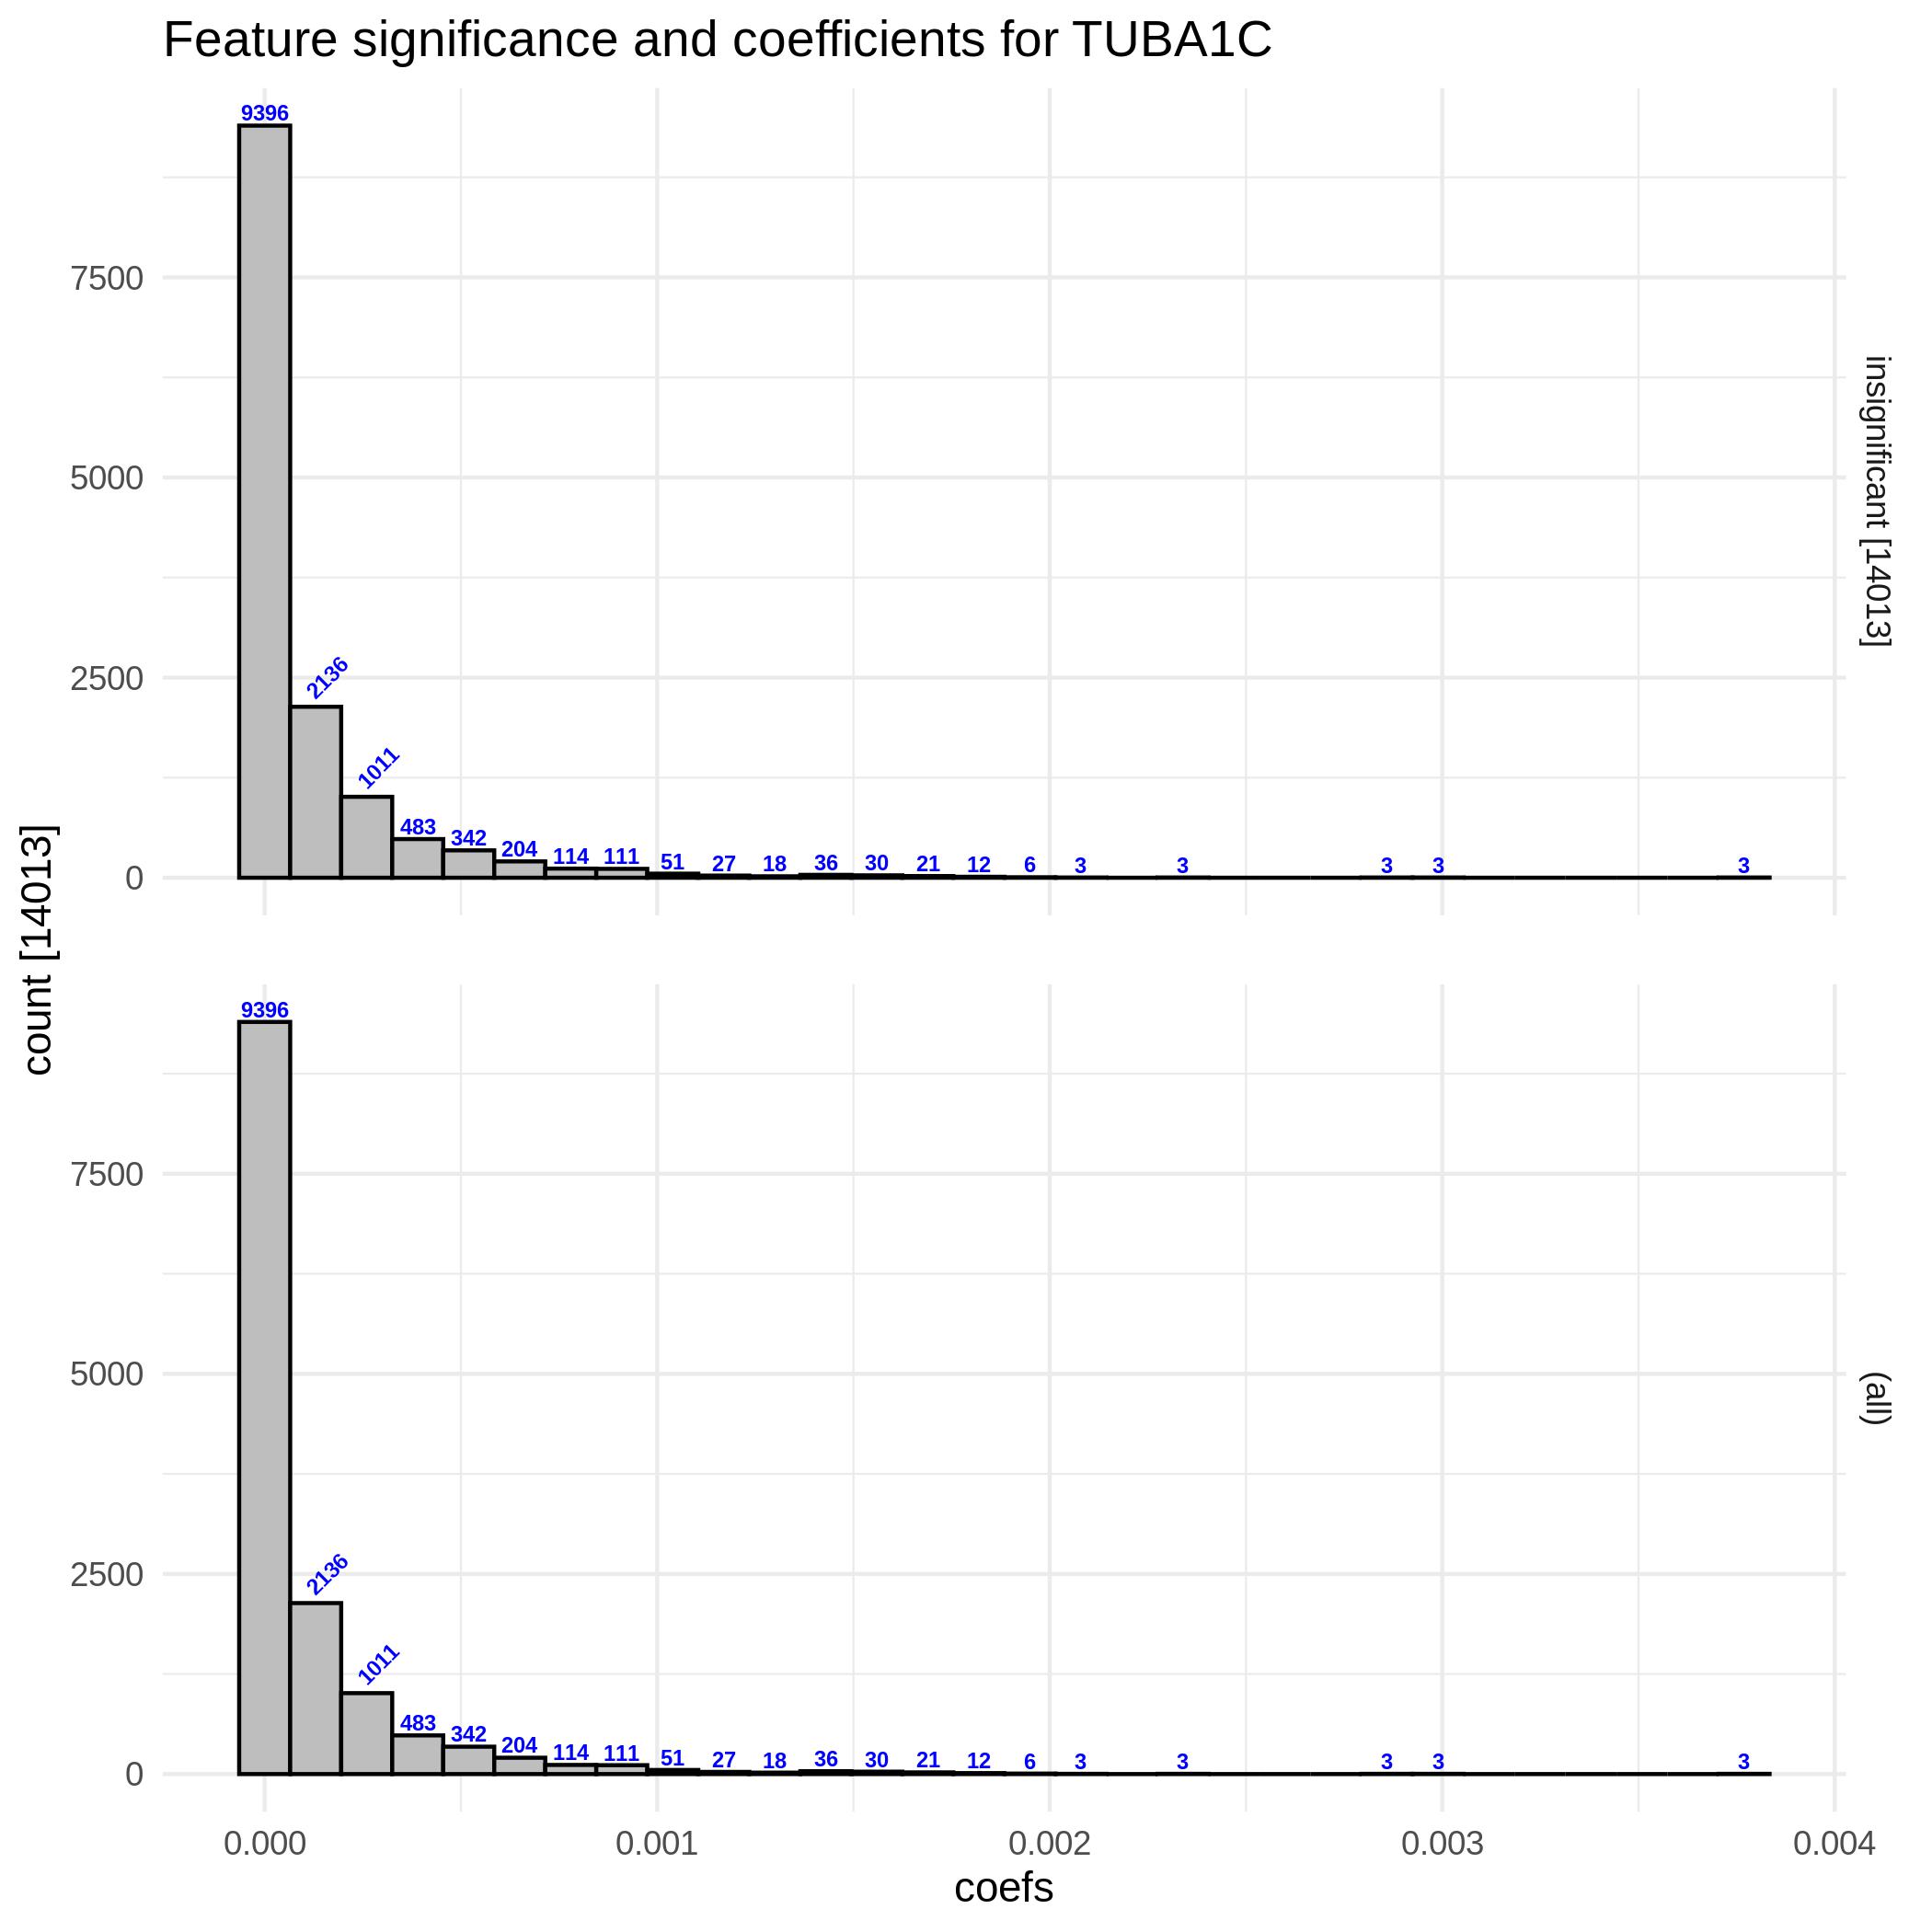 Feature significance and coefficients for TUBA1C
count [14013]
9396
2136
1011
483 342 204 114 111 51 27 18 36 30 21 12 6 3 3 3 3 3
7500
5000
2500
0
insignificant [14013]
9396
2136
1011
483 342 204 114 111 51 27 18 36 30 21 12 6 3 3 3 3 3
7500
5000
2500
0
(all)
0.000 0.001 0.002 0.003 0.004
coefs